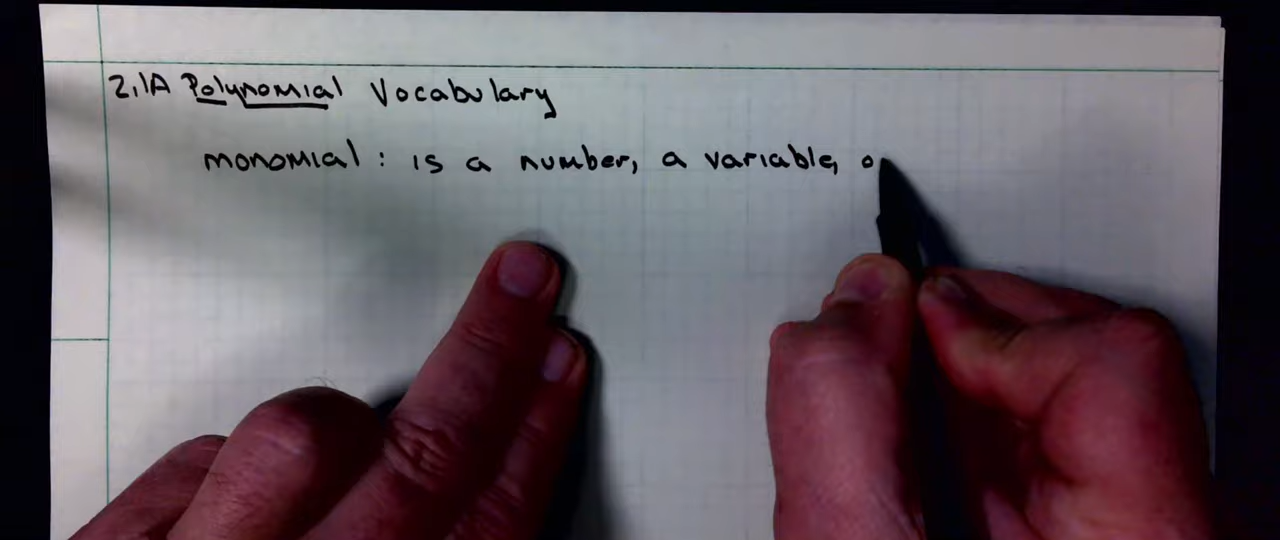 2.1A Polynomial Vocabulary
monomial: is a number, a variable, o